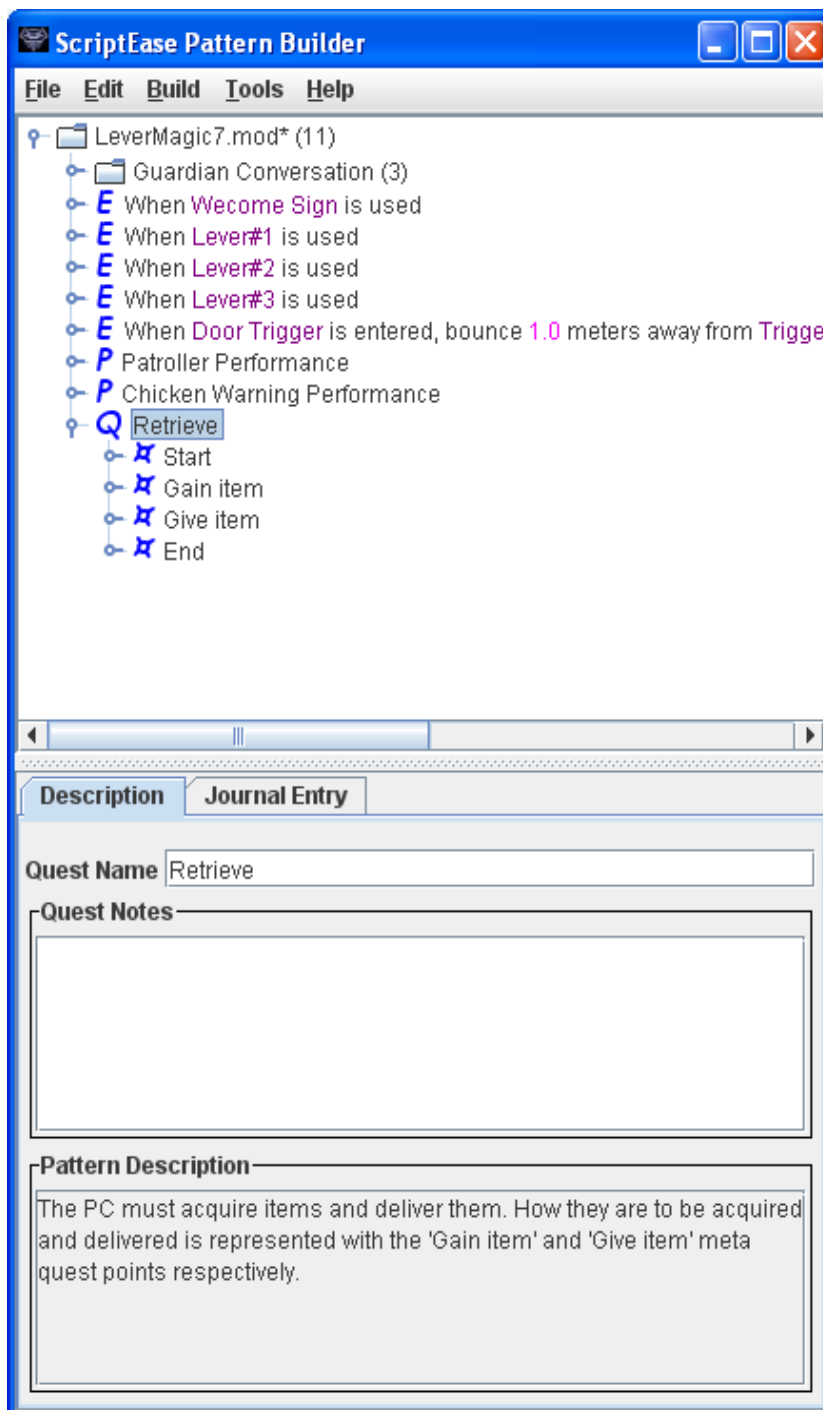 ScriptEase Pattern Builder
File Edit Build Tools Help
LeverMagic7.mod* (11)
Guardian Conversation (3)
E When Wecome Sign is used
E When Lever#1 is used
E When Lever#2 is used
E When Lever#3 is used
E When Door Trigger is entered, bounce 1.0 meters away from Trigge
P Patroller Performance
P Chicken Warning Performance
Q Retrieve
Start
Gain item
Give item
End
Description Journal Entry
Quest Name Retrieve
Quest Notes
Pattern Description
The PC must acquire items and deliver them. How they are to be acquired
and delivered is represented with the 'Gain item' and 'Give item' meta
quest points respectively.